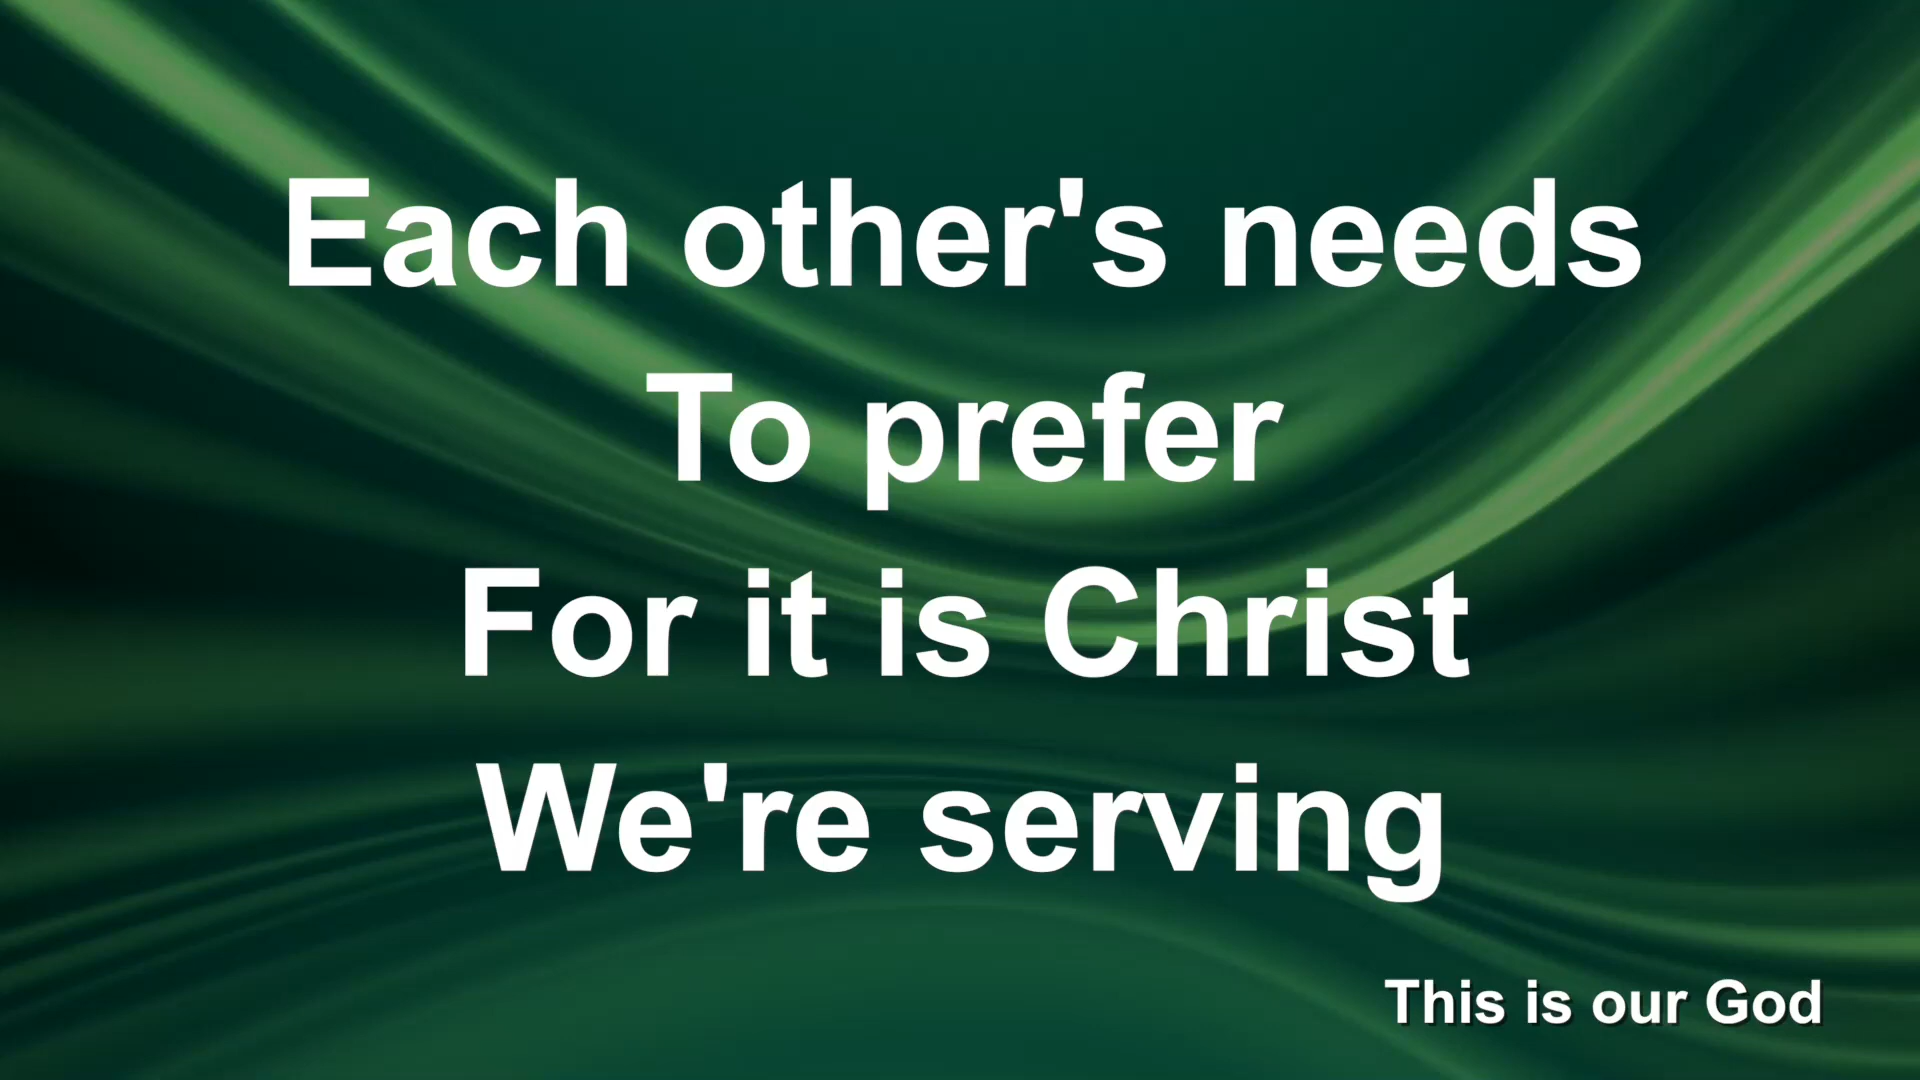 Each other's needs
To prefer
For it is Christ
We're serving
This is our God